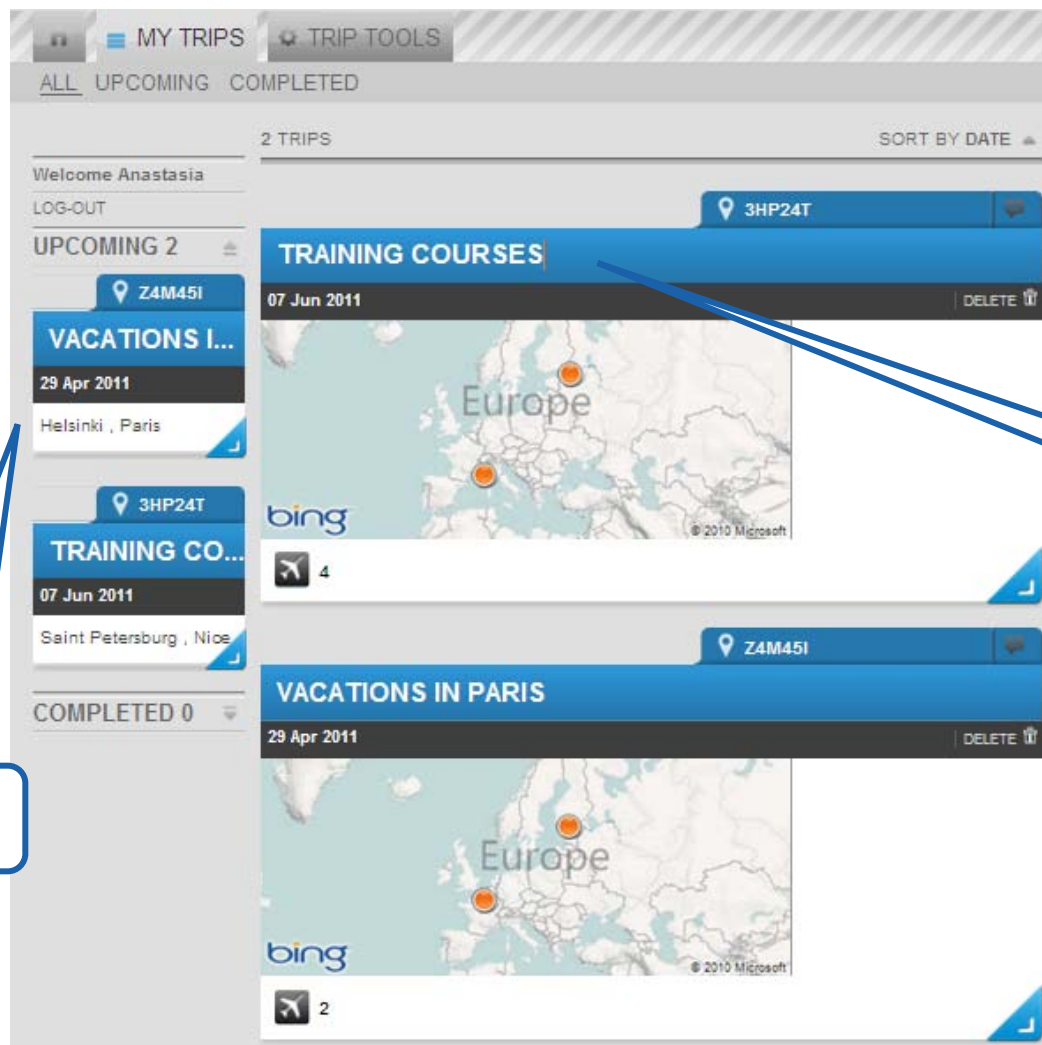 MY TRIPS TRIP TOOLS
ALL UPCOMING COMPLETED
2 TRIPS SORT BY DATE
Welcome Anastasia
LOG-OUT
UPCOMING 2
Z4M45I
VACATIONS I...
29 Apr 2011
Helsinki , Paris
3HP24T
TRAINING CO...
07 Jun 2011
Saint Petersburg , Nice
COMPLETED 0
3HP24T
TRAINING COURSES
07 Jun 2011 DELETE
Europe
bing
© 2010 Microsoft
4
Z4M45I
VACATIONS IN PARIS
29 Apr 2011 DELETE
Europe
bing
© 2010 Microsoft
2